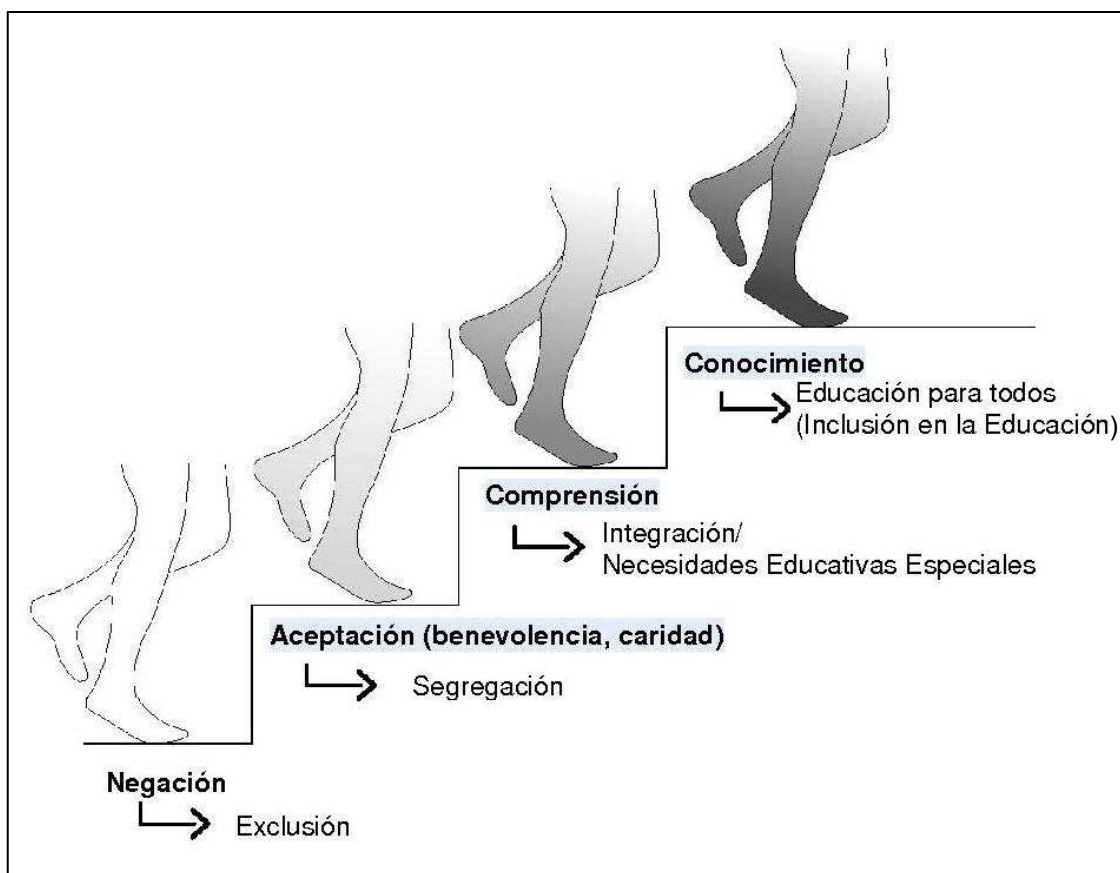 Conocimiento
Educación para todos
(Inclusión en la Educación)
Comprensión
Integración/
Necesidades Educativas Especiales
Aceptación (benevolencia, caridad)
Segregación
Negación
Exclusión